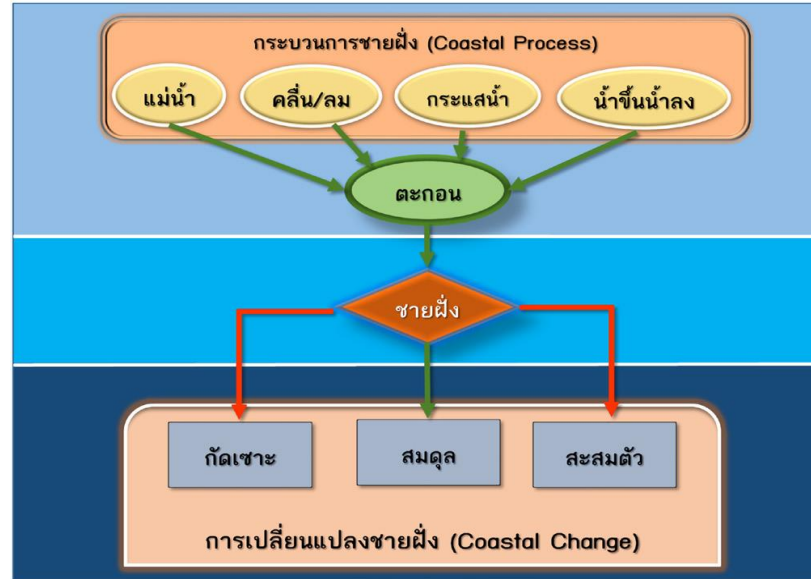 กระบวนการชายฝั่ง (Coastal Process)
แม่น้ำ
คลื่น/ลม
กระแสน้ำ
น้ำขึ้นน้ำลง
ตะกอน
ชายฝั่ง
กัดเซาะ
สมดุล
สะสมตัว
การเปลี่ยนแปลงชายฝั่ง (Coastal Change)